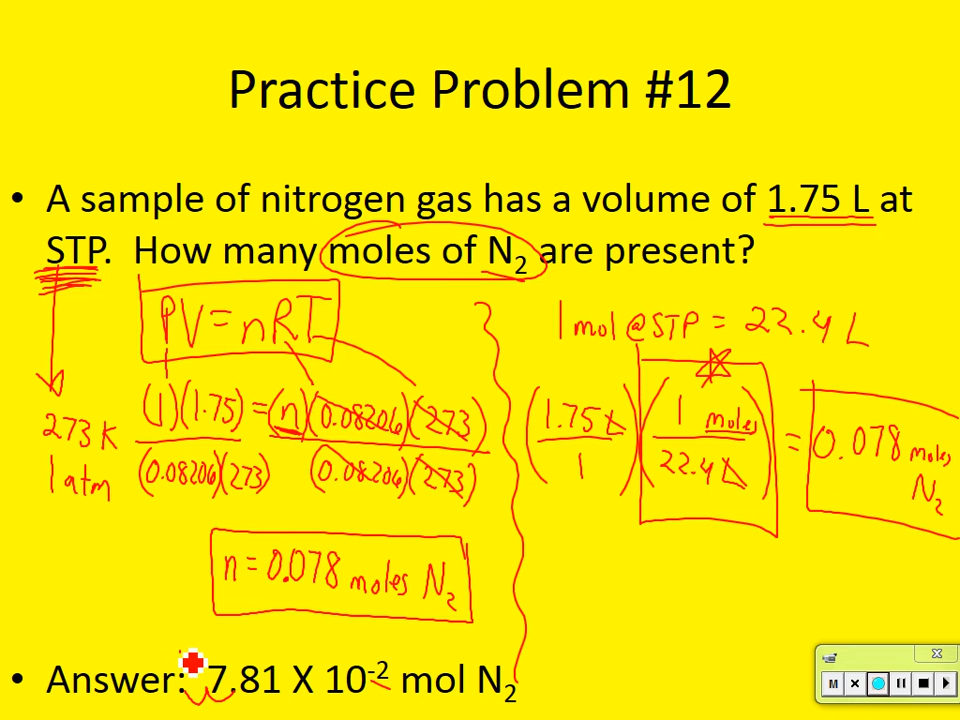 Practice Problem #12
• A sample of nitrogen gas has a volume of 1.75 L at
STP. How many moles of N₂ are present?
PV = nRT
273 K
1 atm
(1)(1.75) = (n)(0.08206)(273)
(0.08206)(273) (0.08206)(273)
n = 0.078 moles N₂
1 mol @ STP = 22.4 L
(1.75 L / 1) (1 moles / 22.4 L) = 0.078 moles N₂
• Answer: 7.81 X 10⁻² mol N₂
M